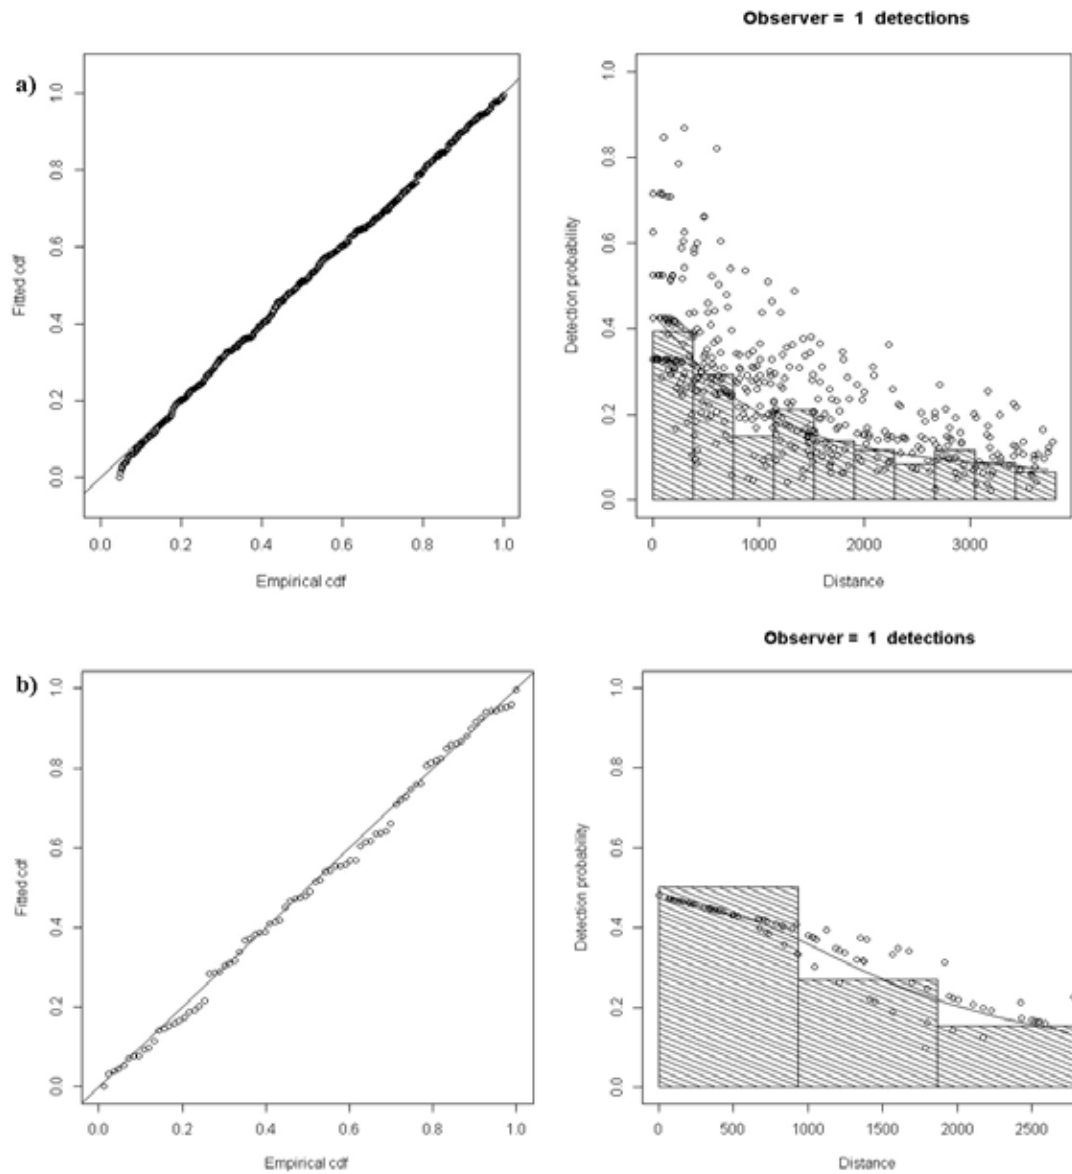 Observer = 1 detections
a)
Fitted cdf
0.0 0.2 0.4 0.6 0.8 1.0
0.0 0.2 0.4 0.6 0.8 1.0
Empirical cdf
Detection probability
0.0 0.2 0.4 0.6 0.8 1.0
0 1000 2000 3000
Distance
Observer = 1 detections
b)
Fitted cdf
0.0 0.2 0.4 0.6 0.8 1.0
0.0 0.2 0.4 0.6 0.8 1.0
Empirical cdf
Detection probability
0.0 0.2 0.4 0.6 0.8 1.0
0 500 1000 1500 2000 2500
Distance